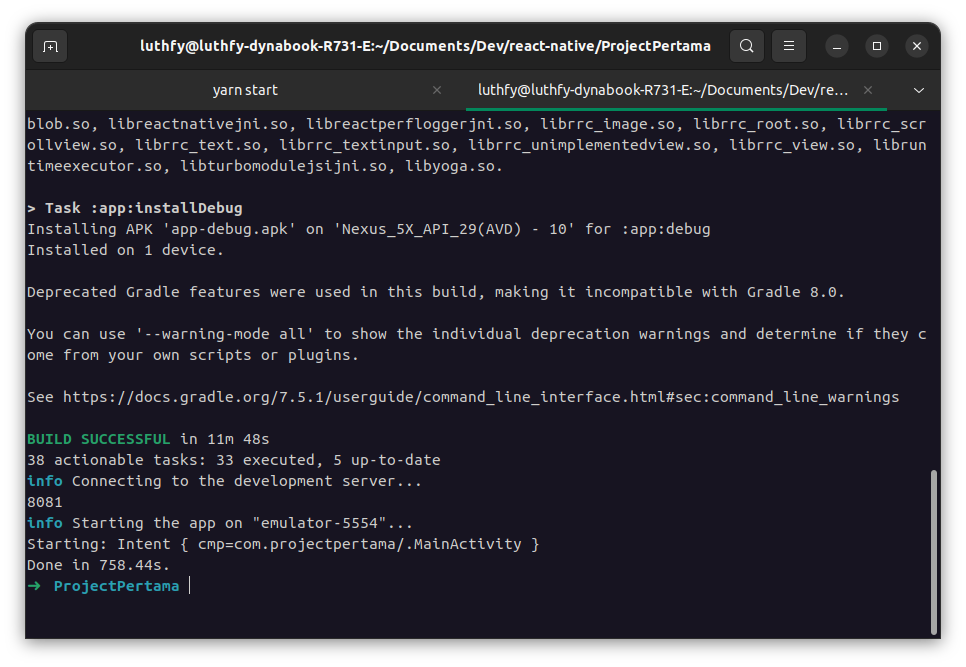 luthfy@luthfy-dynabook-R731-E:~/Documents/Dev/react-native/ProjectPertama
yarn start
luthfy@luthfy-dynabook-R731-E:~/Documents/Dev/re...
blob.so, libreactnativejni.so, libreactperfloggerjni.so, librrc_image.so, librrc_root.so, librrc_scr
ollview.so, librrc_text.so, librrc_textinput.so, librrc_unimplementedview.so, librrc_view.so, librun
timeexecutor.so, libturbomodulejsijni.so, libyoga.so.
> Task :app:installDebug
Installing APK 'app-debug.apk' on 'Nexus_5X_API_29(AVD) - 10' for :app:debug
Installed on 1 device.
Deprecated Gradle features were used in this build, making it incompatible with Gradle 8.0.
You can use '--warning-mode all' to show the individual deprecation warnings and determine if they c
ome from your own scripts or plugins.
See https://docs.gradle.org/7.5.1/userguide/command_line_interface.html#sec:command_line_warnings
BUILD SUCCESSFUL in 11m 48s
38 actionable tasks: 33 executed, 5 up-to-date
info Connecting to the development server...
8081
info Starting the app on "emulator-5554"...
Starting: Intent { cmp=com.projectpertama/.MainActivity }
Done in 758.44s.
➜ ProjectPertama